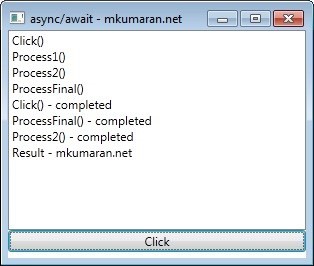 async/await - mkumaran.net
Click()
Process1()
Process2()
ProcessFinal()
Click() - completed
ProcessFinal() - completed
Process2() - completed
Result - mkumaran.net
Click